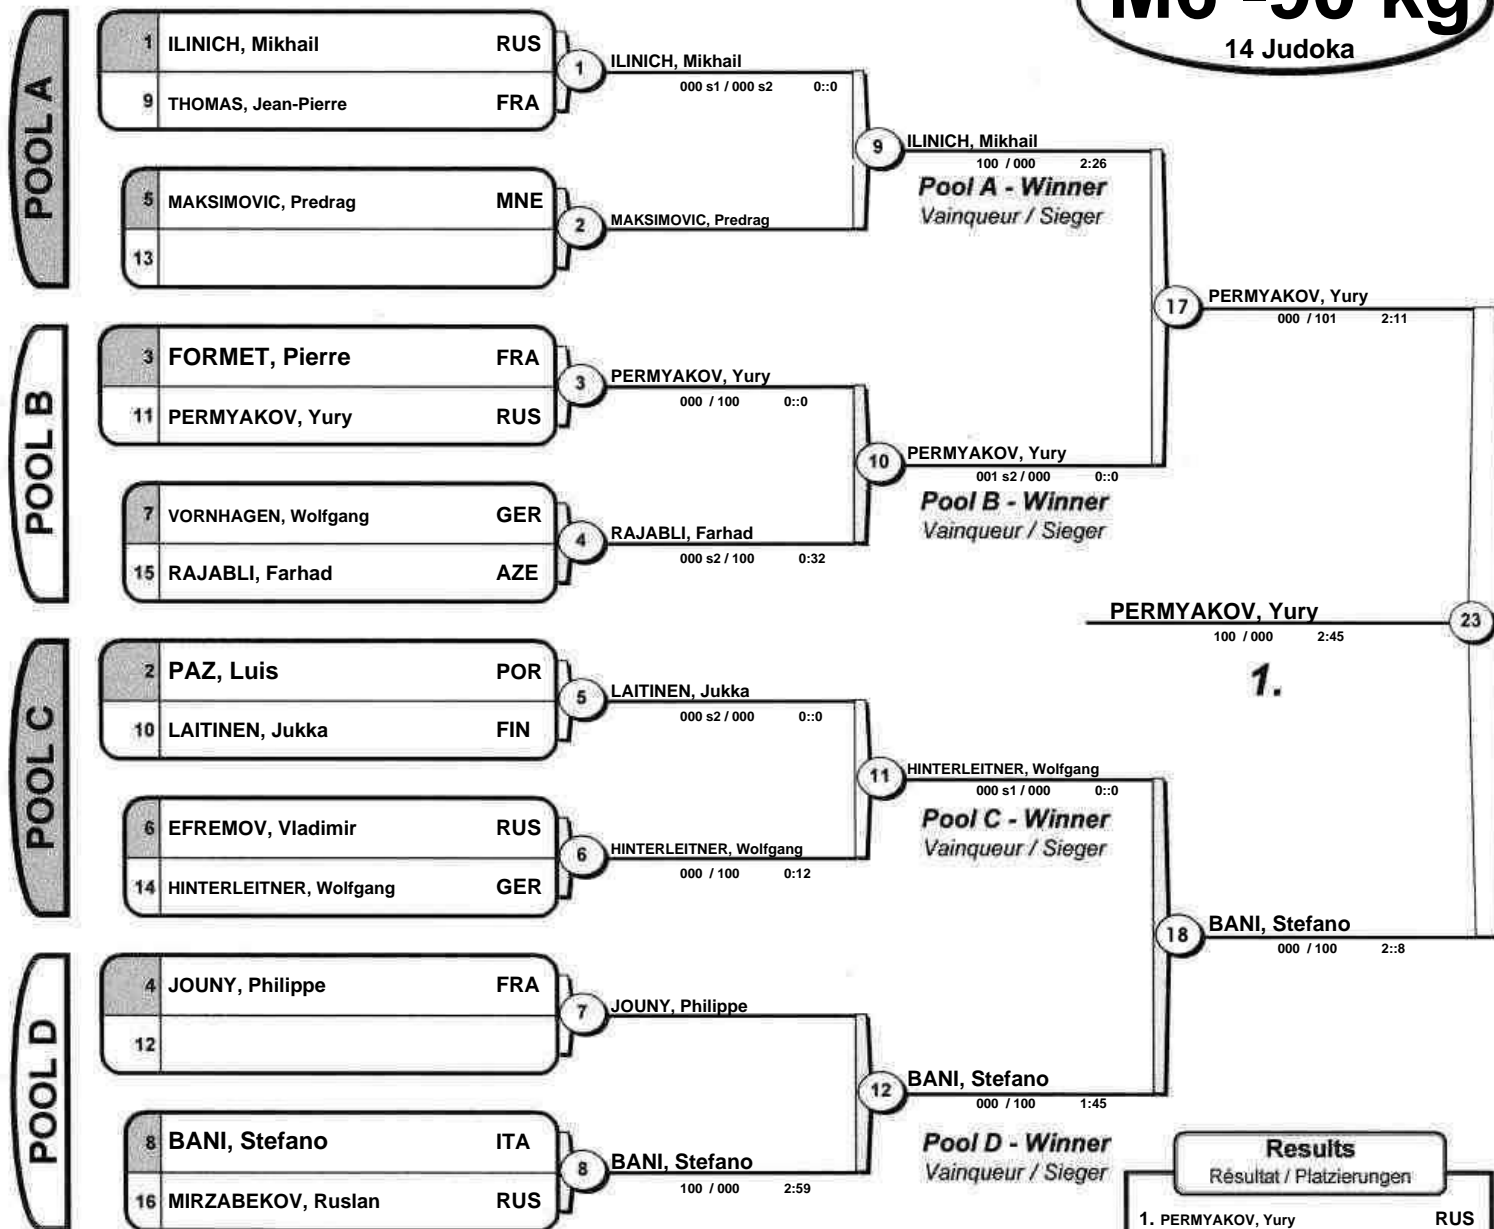 M6 -90 kg
14 Judoka
POOL A
1 ILINICH, Mikhail RUS
9 THOMAS, Jean-Pierre FRA
5 MAKSIMOVIC, Predrag MNE
13
1 ILINICH, Mikhail
000 s1 / 000 s2 0::0
2 MAKSIMOVIC, Predrag
9 ILINICH, Mikhail
100 / 000 2:26
Pool A - Winner
Vainqueur / Sieger
POOL B
3 FORMET, Pierre FRA
11 PERMYAKOV, Yury RUS
7 VORNHAGEN, Wolfgang GER
15 RAJABLI, Farhad AZE
3 PERMYAKOV, Yury
000 / 100 0::0
4 RAJABLI, Farhad
000 s2 / 100 0:32
10 PERMYAKOV, Yury
001 s2 / 000 0::0
Pool B - Winner
Vainqueur / Sieger
17 PERMYAKOV, Yury
000 / 101 2:11
PERMYAKOV, Yury 23
100 / 000 2:45
1.
POOL C
2 PAZ, Luis POR
10 LAITINEN, Jukka FIN
6 EFREMOV, Vladimir RUS
14 HINTERLEITNER, Wolfgang GER
5 LAITINEN, Jukka
000 s2 / 000 0::0
6 HINTERLEITNER, Wolfgang
000 / 100 0:12
11 HINTERLEITNER, Wolfgang
000 s1 / 000 0::0
Pool C - Winner
Vainqueur / Sieger
18 BANI, Stefano
000 / 100 2::8
POOL D
4 JOUNY, Philippe FRA
12
8 BANI, Stefano ITA
16 MIRZABEKOV, Ruslan RUS
7 JOUNY, Philippe
8 BANI, Stefano
100 / 000 2:59
12 BANI, Stefano
000 / 100 1:45
Pool D - Winner
Vainqueur / Sieger
Results
Résultat / Platzierungen
1. PERMYAKOV, Yury RUS